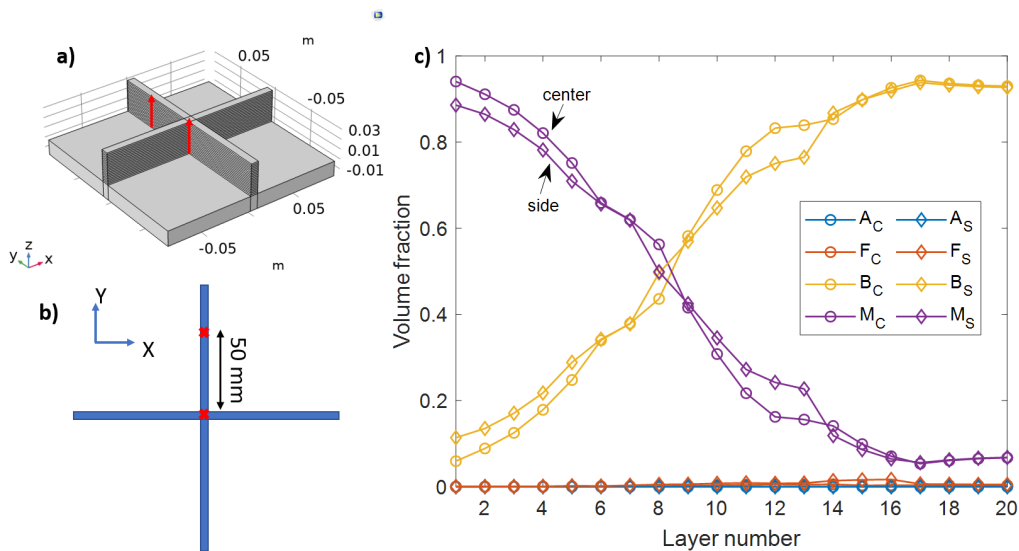 a)
m
0.05
-0.05
0.03
0.01
-0.01
0.05
-0.05
m
z
y
x
b)
Y
X
50 mm
c)
1
0.8
0.6
0.4
0.2
0
Volume fraction
center
side
A_C A_S
F_C F_S
B_C B_S
M_C M_S
2 4 6 8 10 12 14 16 18 20
Layer number